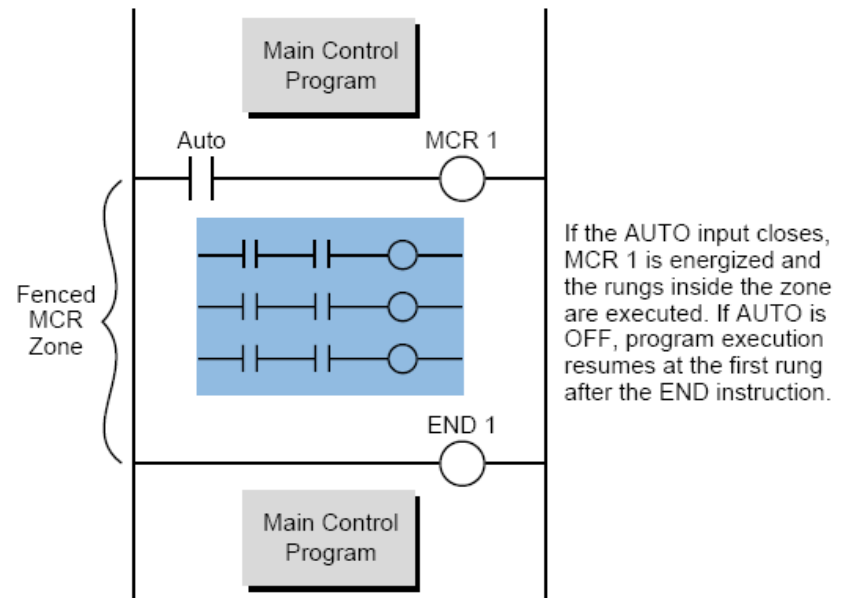 Main Control
Program
Auto
MCR 1
Fenced
MCR
Zone
If the AUTO input closes,
MCR 1 is energized and
the rungs inside the zone
are executed. If AUTO is
OFF, program execution
resumes at the first rung
after the END instruction.
END 1
Main Control
Program